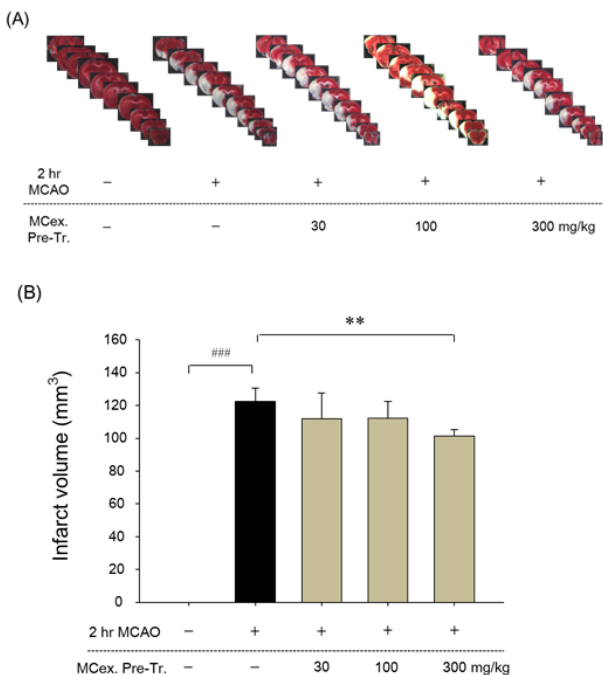 (A)
2 hr MCAO – + + + +
MCex. Pre-Tr. – – 30 100 300 mg/kg
(B)
Infarct volume (mm³)
160
140
120
100
80
60
40
20
0
###
**
2 hr MCAO – + + + +
MCex. Pre-Tr. – – 30 100 300 mg/kg